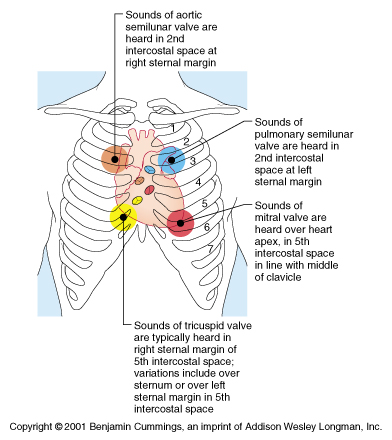 Sounds of aortic
semilunar valve are
heard in 2nd
intercostal space at
right sternal margin
Sounds of
pulmonary semilunar
valve are heard in
2nd intercostal
space at left
sternal margin
Sounds of
mitral valve are
heard over heart
apex, in 5th
intercostal space
in line with middle
of clavicle
1
2
3
4
5
6
7
Sounds of tricuspid valve
are typically heard in
right sternal margin of
5th intercostal space;
variations include over
sternum or over left
sternal margin in 5th
intercostal space
Copyright © 2001 Benjamin Cummings, an imprint of Addison Wesley Longman, Inc.